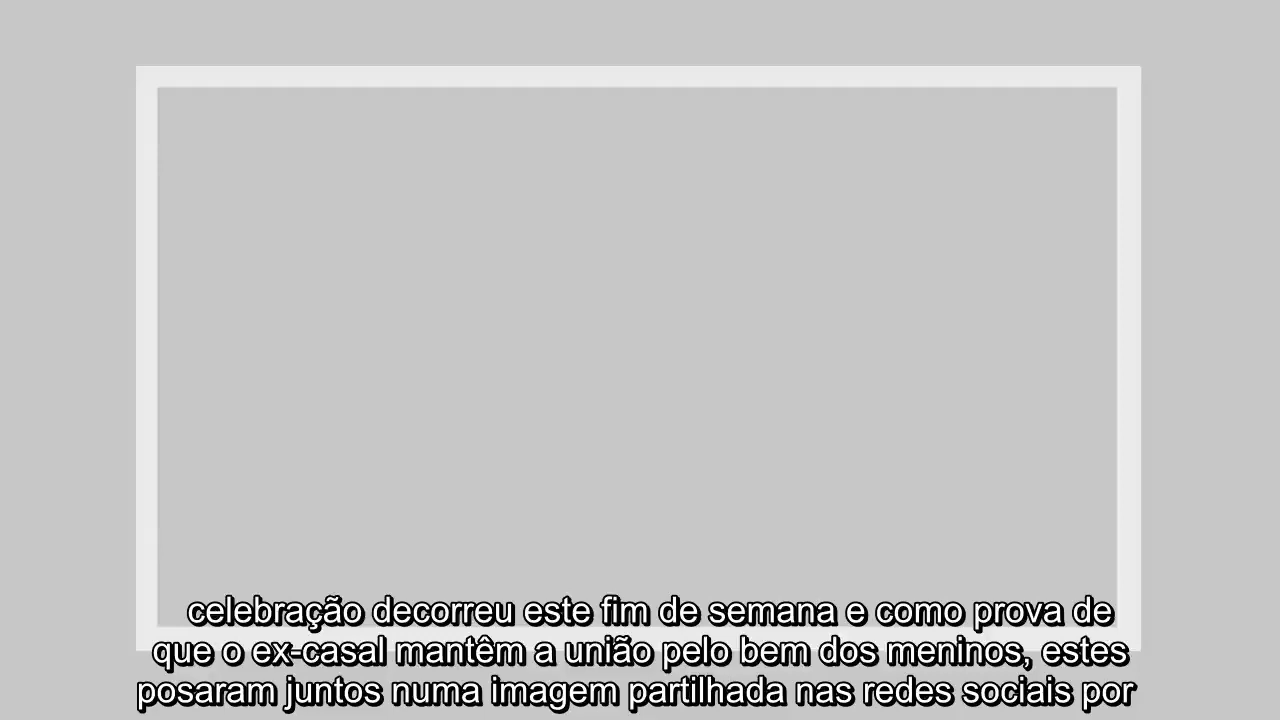 celebração decorreu este fim de semana e como prova de
que o ex-casal mantêm a união pelo bem dos meninos, estes
posaram juntos numa imagem partilhada nas redes sociais por